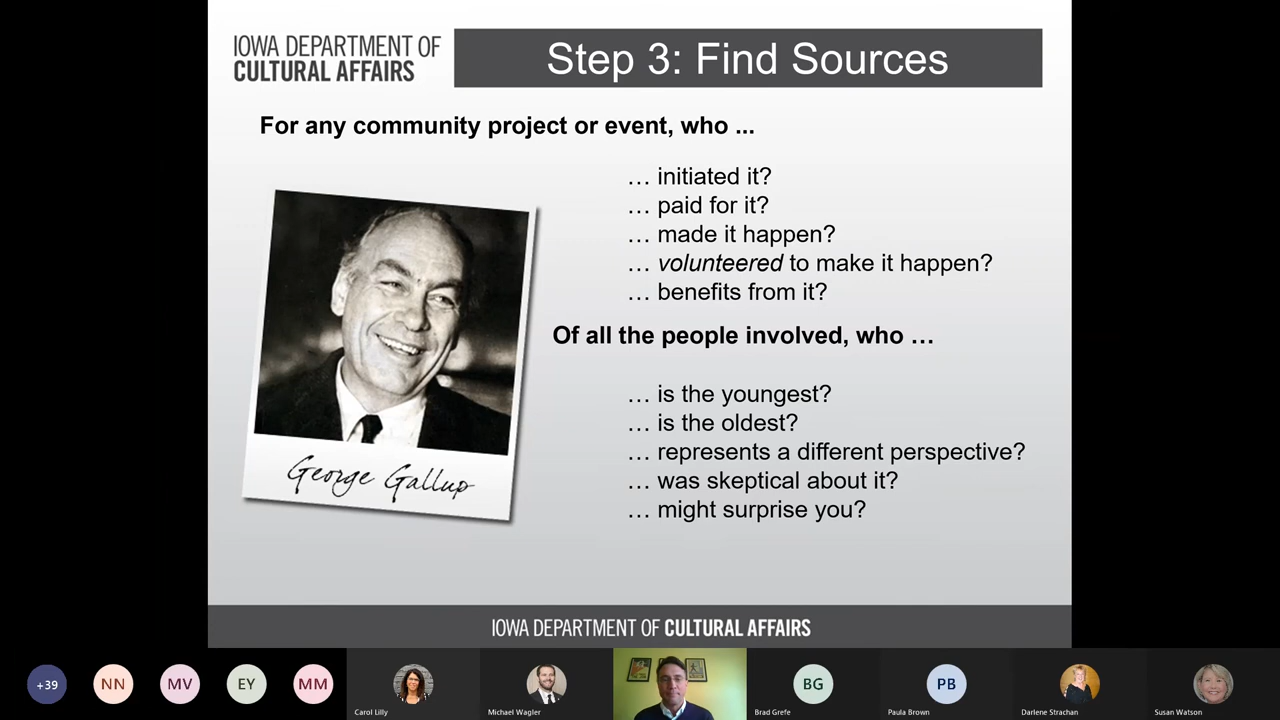 IOWA DEPARTMENT OF
CULTURAL AFFAIRS
Step 3: Find Sources
For any community project or event, who ...
… initiated it?
… paid for it?
… made it happen?
… volunteered to make it happen?
… benefits from it?
Of all the people involved, who …
… is the youngest?
… is the oldest?
… represents a different perspective?
… was skeptical about it?
… might surprise you?
George Gallup
IOWA DEPARTMENT OF CULTURAL AFFAIRS
+39
NN
MV
EY
MM
Carol Lilly
Michael Wagler
BG
Brad Grefe
PB
Paula Brown
Darlene Strachan
Susan Watson